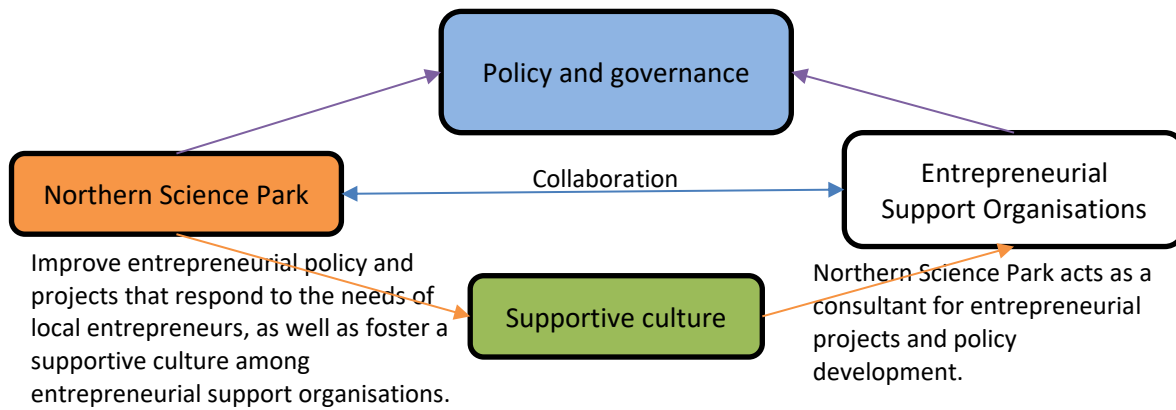 Policy and governance
Northern Science Park
Collaboration
Entrepreneurial
Support Organisations
Improve entrepreneurial policy and
projects that respond to the needs of
local entrepreneurs, as well as foster a
supportive culture among
entrepreneurial support organisations.
Supportive culture
Northern Science Park acts as a
consultant for entrepreneurial
projects and policy
development.